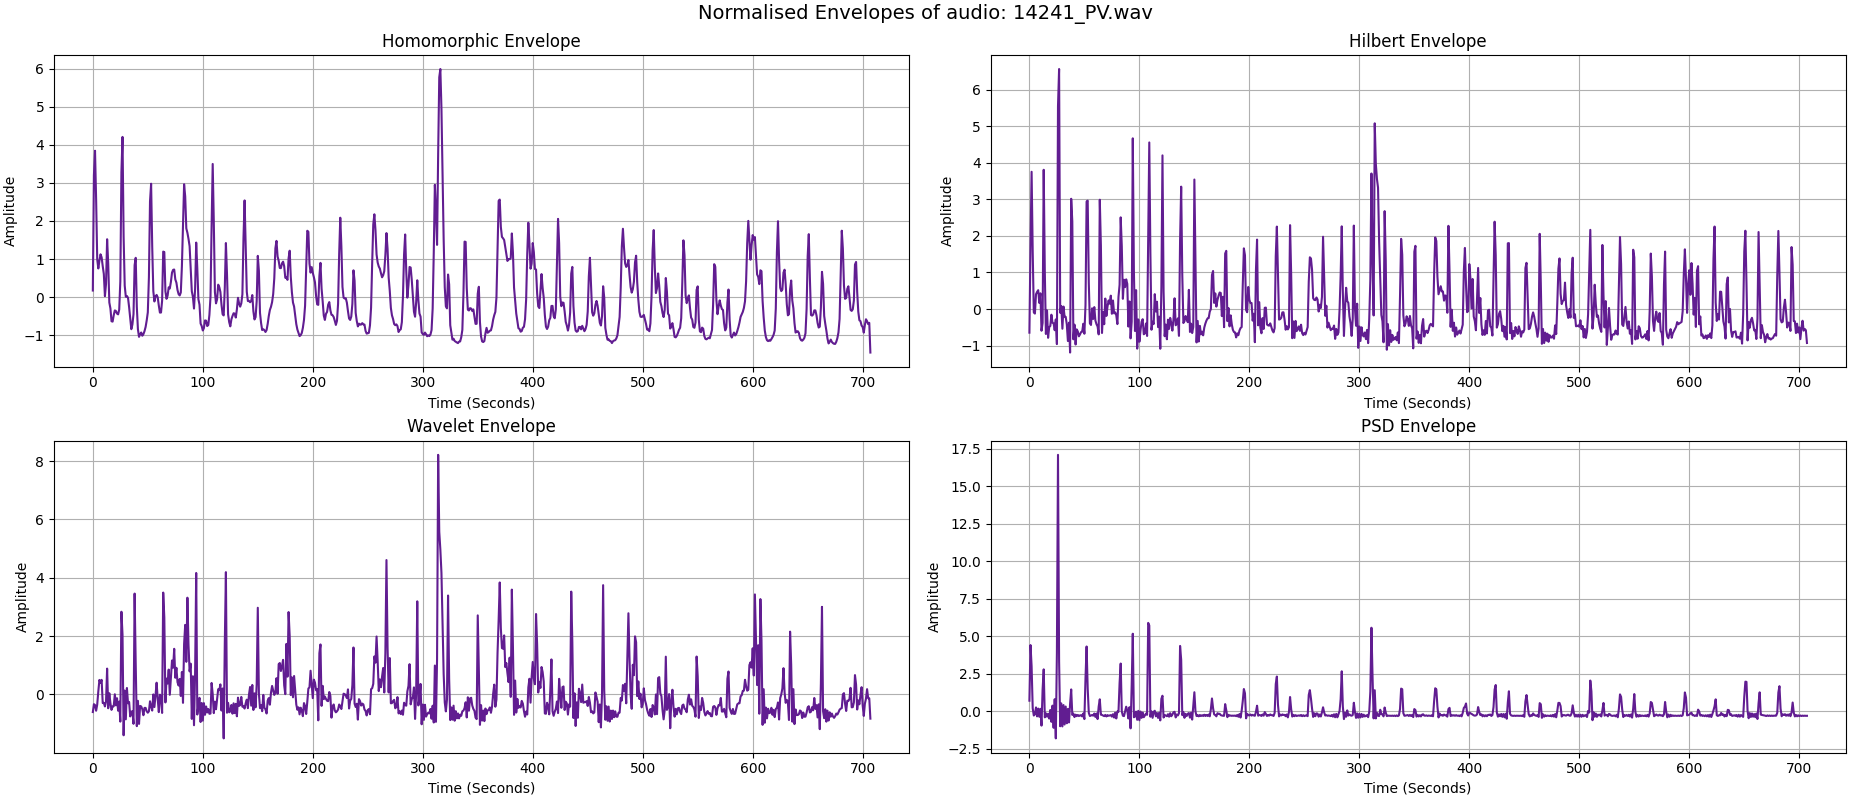 Normalised Envelopes of audio: 14241_PV.wav
Homomorphic Envelope
Amplitude
6
5
4
3
2
1
0
−1
0 100 200 300 400 500 600 700
Time (Seconds)
Hilbert Envelope
Amplitude
6
5
4
3
2
1
0
−1
0 100 200 300 400 500 600 700
Time (Seconds)
Wavelet Envelope
Amplitude
8
6
4
2
0
0 100 200 300 400 500 600 700
Time (Seconds)
PSD Envelope
Amplitude
17.5
15.0
12.5
10.0
7.5
5.0
2.5
0.0
−2.5
0 100 200 300 400 500 600 700
Time (Seconds)